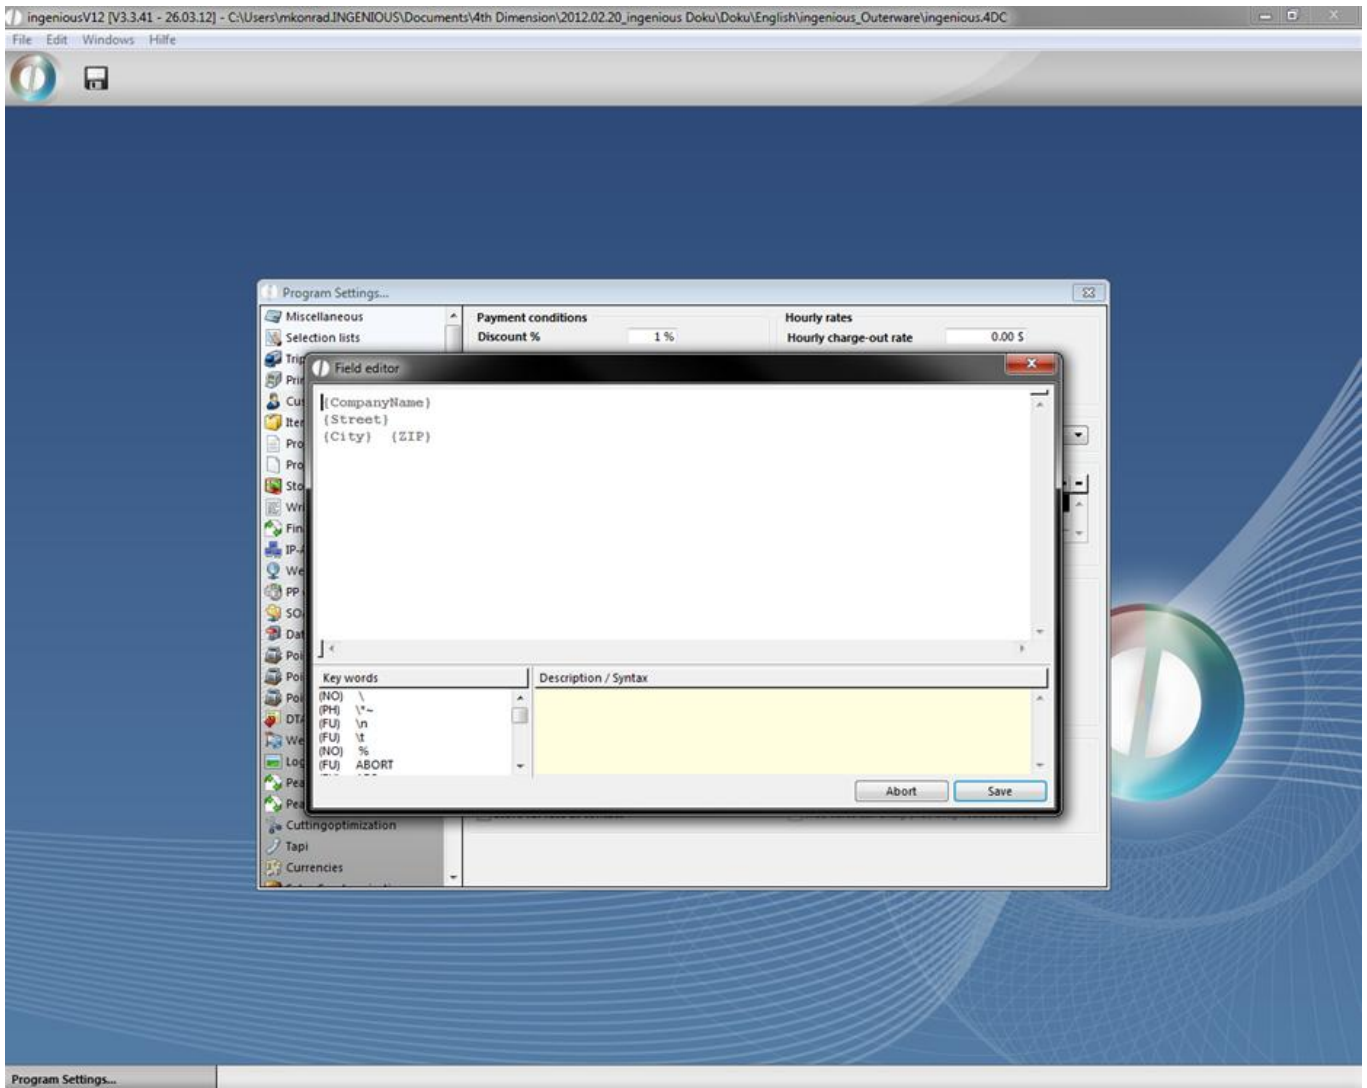 ingeniousV12 [V3.3.41 - 26.03.12] - C:\Users\mkonrad.INGENIOUS\Documents\4th Dimension\2012.02.20_ingenious Doku\Doku\English\ingenious_Outerware\ingenious.4DC
File Edit Windows Hilfe
Program Settings...
Miscellaneous
Selection lists
Payment conditions
Discount % 1 %
Hourly rates
Hourly charge-out rate 0.00 $
Field editor
{CompanyName}
{Street}
{City} {ZIP}
Key words
(NO) \
(PH) \*~
(FU) \n
(FU) \t
(NO) %
(FU) ABORT
Description / Syntax
Abort Save
Cuttingoptimization
Tapi
Currencies
Program Settings...